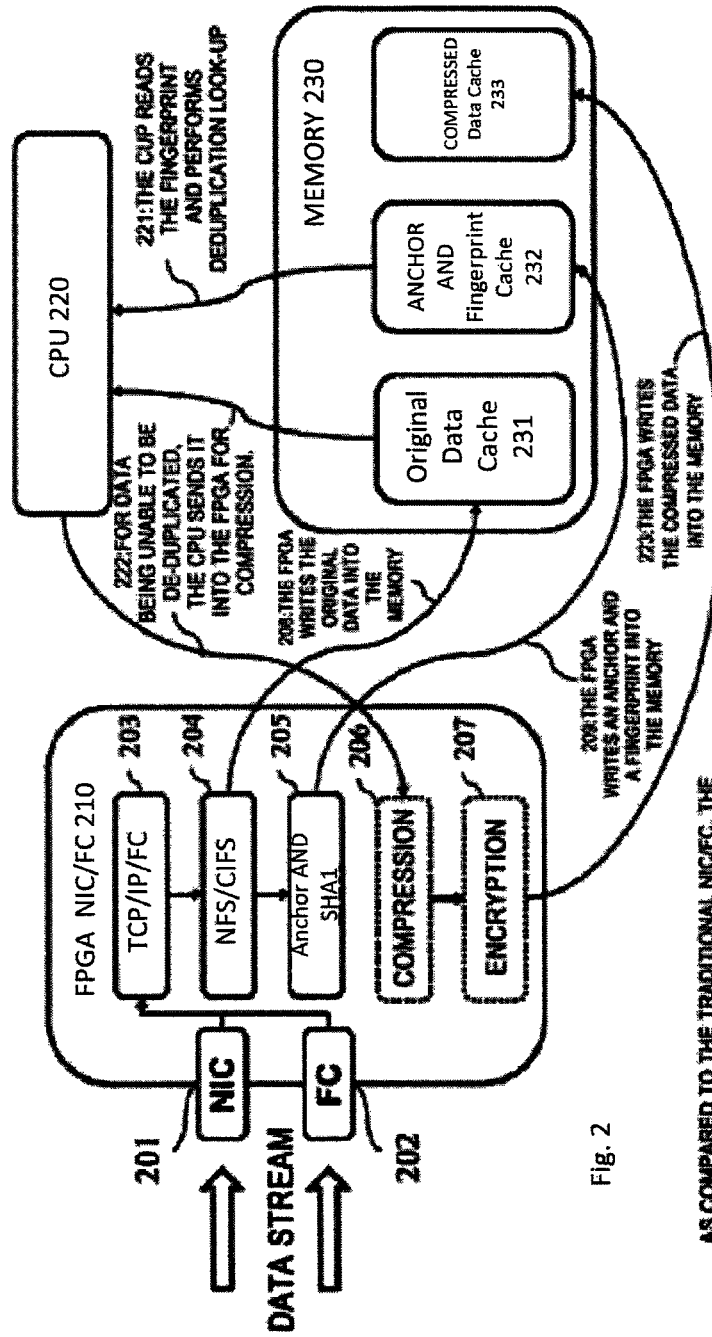 DATA STREAM
201
NIC
FC
202
FPGA NIC/FC 210
TCP/IP/FC
203
NFS/CIFS
204
Anchor AND
SHA1
205
COMPRESSION
206
ENCRYPTION
207
CPU 220
221:THE CUP READS
THE FINGERPRINT
AND PERFORMS
DEDUPLICATION LOOK-UP
222:FOR DATA
BEING UNABLE TO BE
DE-DUPLICATED,
THE CPU SENDS IT
INTO THE FPGA FOR
COMPRESSION.
208:THE FPGA
WRITES THE
ORIGINAL
DATA INTO
THE
MEMORY
MEMORY 230
Original
Data
Cache
231
ANCHOR
AND
Fingerprint
Cache
232
COMPRESSED
Data Cache
233
209:THE FPGA
WRITES AN ANCHOR AND
A FINGERPRINT INTO
THE MEMORY
223:THE FPGA WRITES
THE COMPRESSED DATA
INTO THE MEMORY
Fig. 2
AS COMPARED TO THE TRADITIONAL NIC/FC, THE